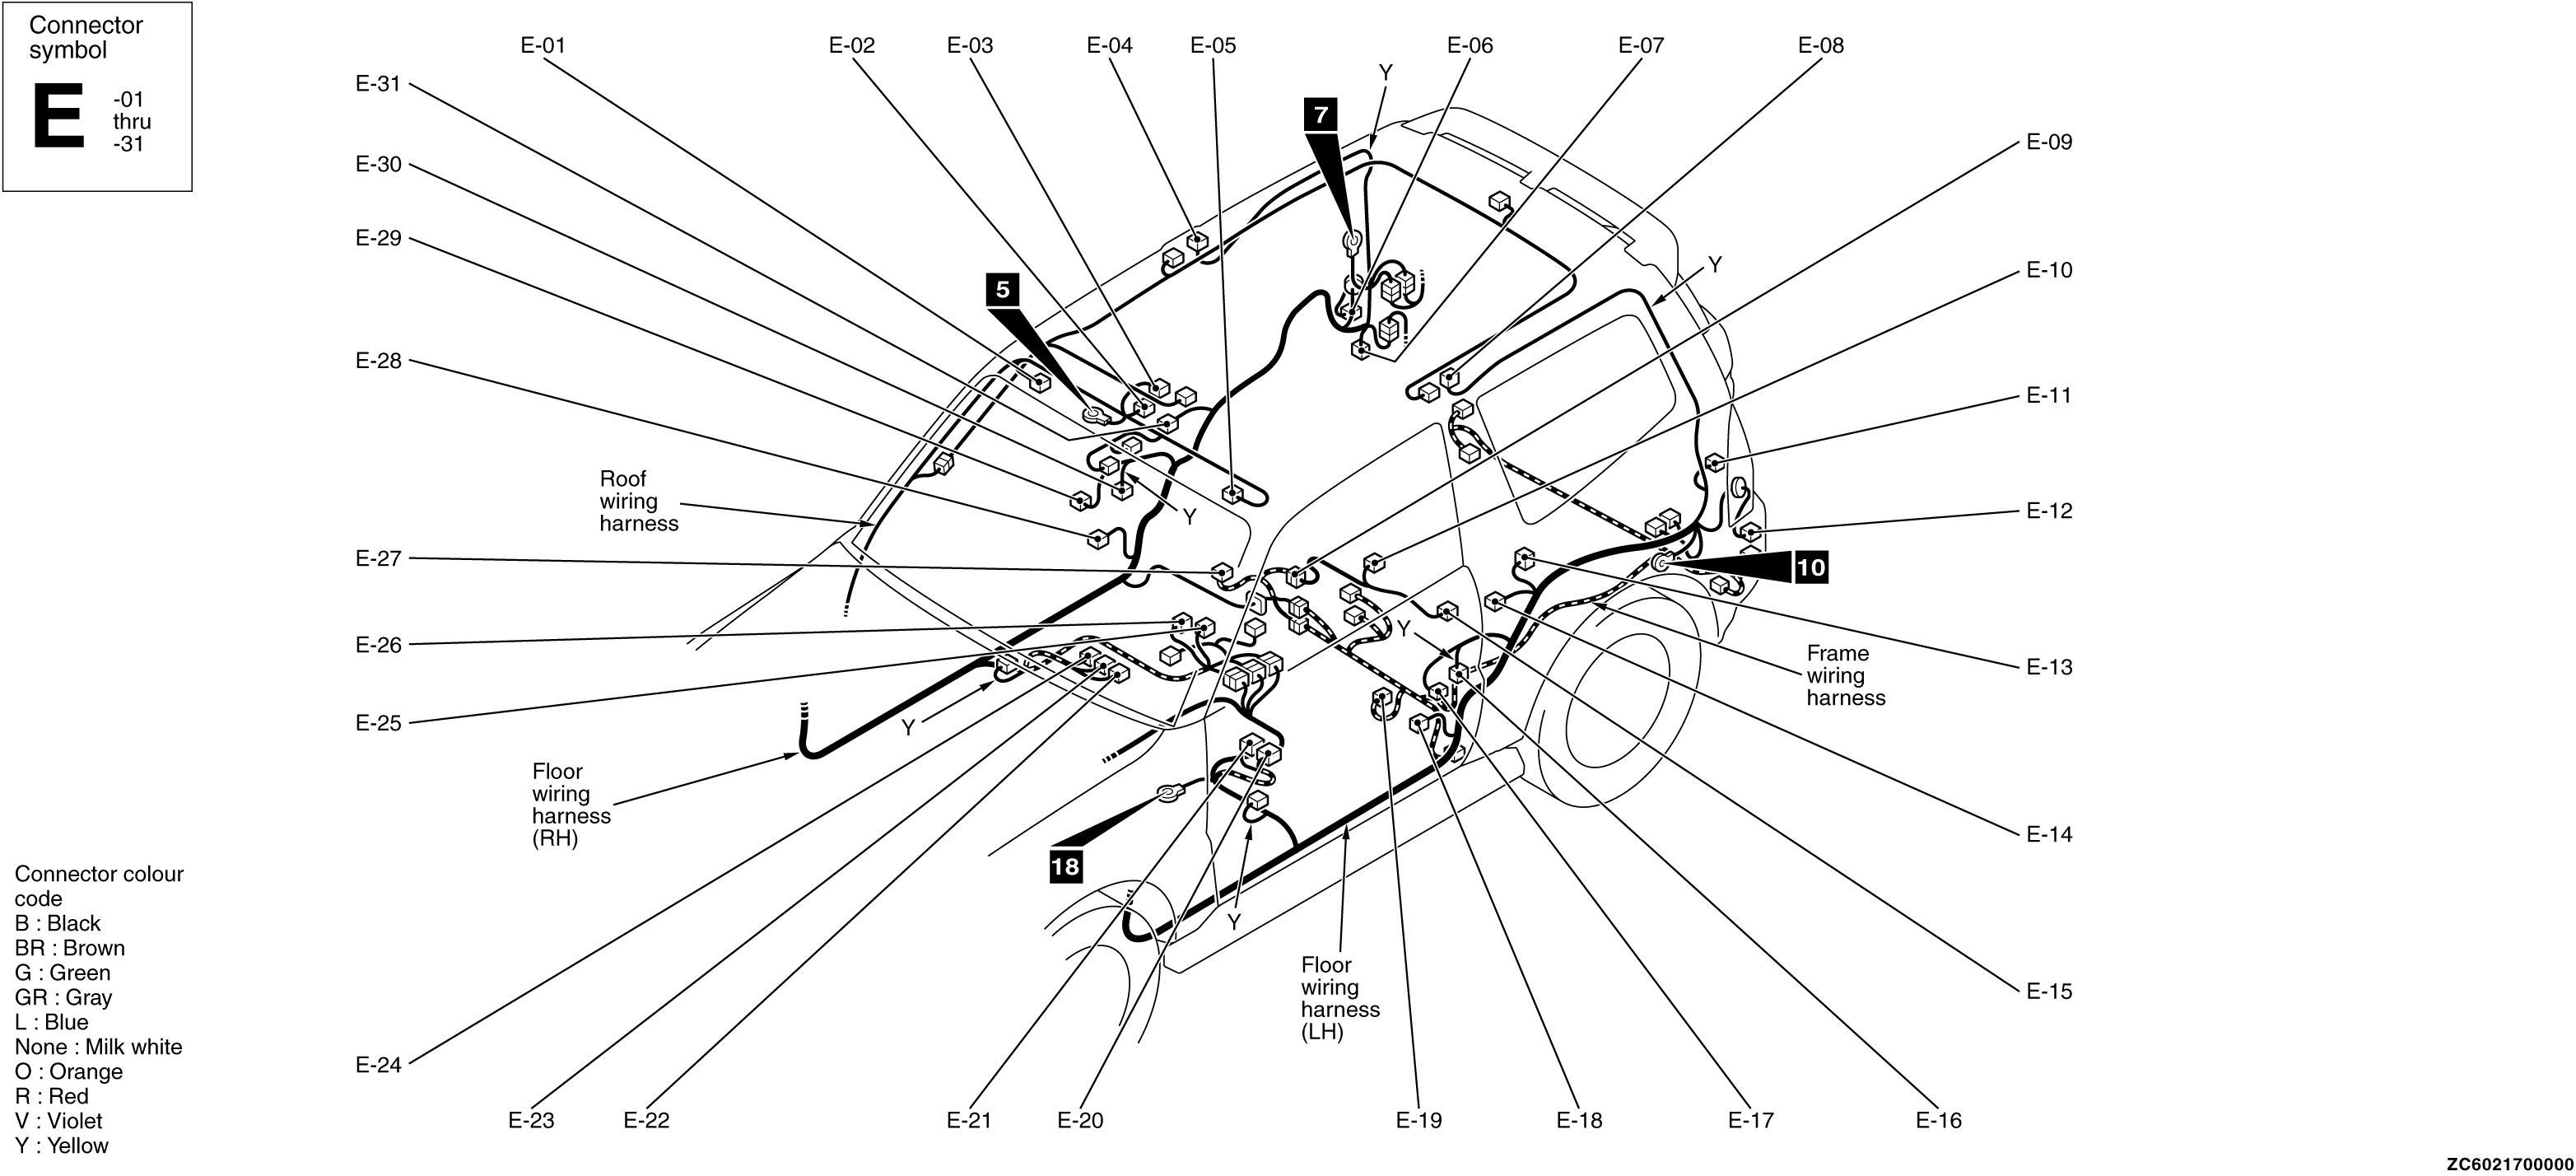 Connector
symbol
E
-01
thru
-31
E-01
E-02
E-03
E-04
E-05
E-06
E-07
E-08
Y
7
E-31
E-30
E-29
E-28
E-27
E-26
E-25
E-24
E-09
E-10
E-11
E-12
E-13
E-14
E-15
Y
5
Roof
wiring
harness
Y
10
Y
Frame
wiring
harness
Y
Floor
wiring
harness
(RH)
18
Y
Floor
wiring
harness
(LH)
E-23
E-22
E-21
E-20
E-19
E-18
E-17
E-16
Connector colour
code
B : Black
BR : Brown
G : Green
GR : Gray
L : Blue
None : Milk white
O : Orange
R : Red
V : Violet
Y : Yellow
ZC6021700000